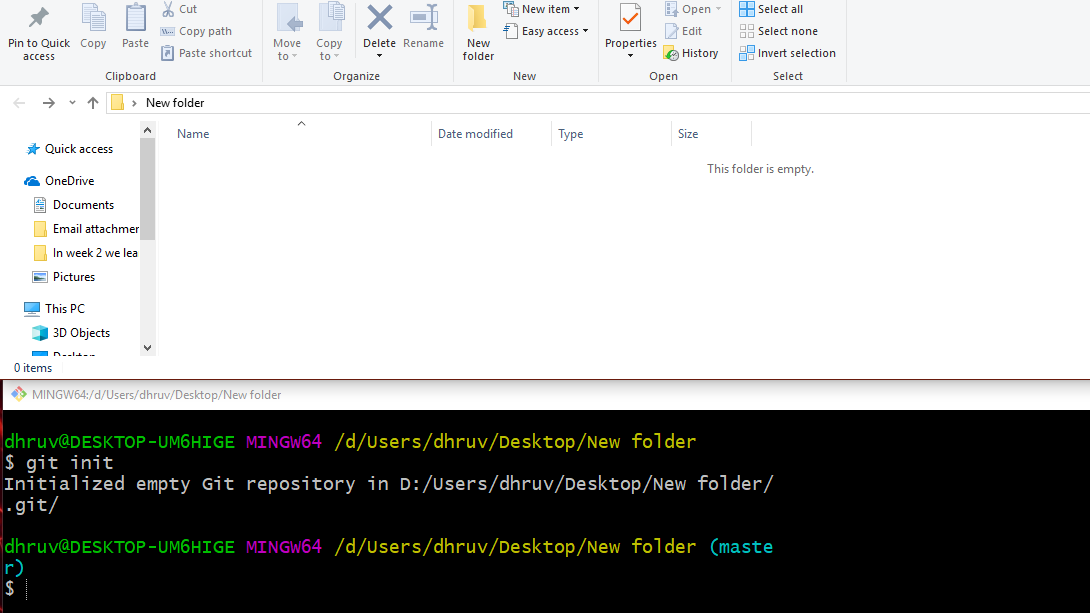 Pin to Quick access
Copy
Paste
Cut
Copy path
Paste shortcut
Clipboard
Move to
Copy to
Delete
Rename
Organize
New folder
New item
Easy access
New
Properties
Open
Edit
History
Open
Select all
Select none
Invert selection
Select
New folder
Name
Date modified
Type
Size
This folder is empty.
Quick access
OneDrive
Documents
Email attachmen
In week 2 we lea
Pictures
This PC
3D Objects
Desktop
0 items
MINGW64:/d/Users/dhruv/Desktop/New folder
dhruv@DESKTOP-UM6HIGE MINGW64 /d/Users/dhruv/Desktop/New folder
$ git init
Initialized empty Git repository in D:/Users/dhruv/Desktop/New folder/
.git/
dhruv@DESKTOP-UM6HIGE MINGW64 /d/Users/dhruv/Desktop/New folder (maste
r)
$